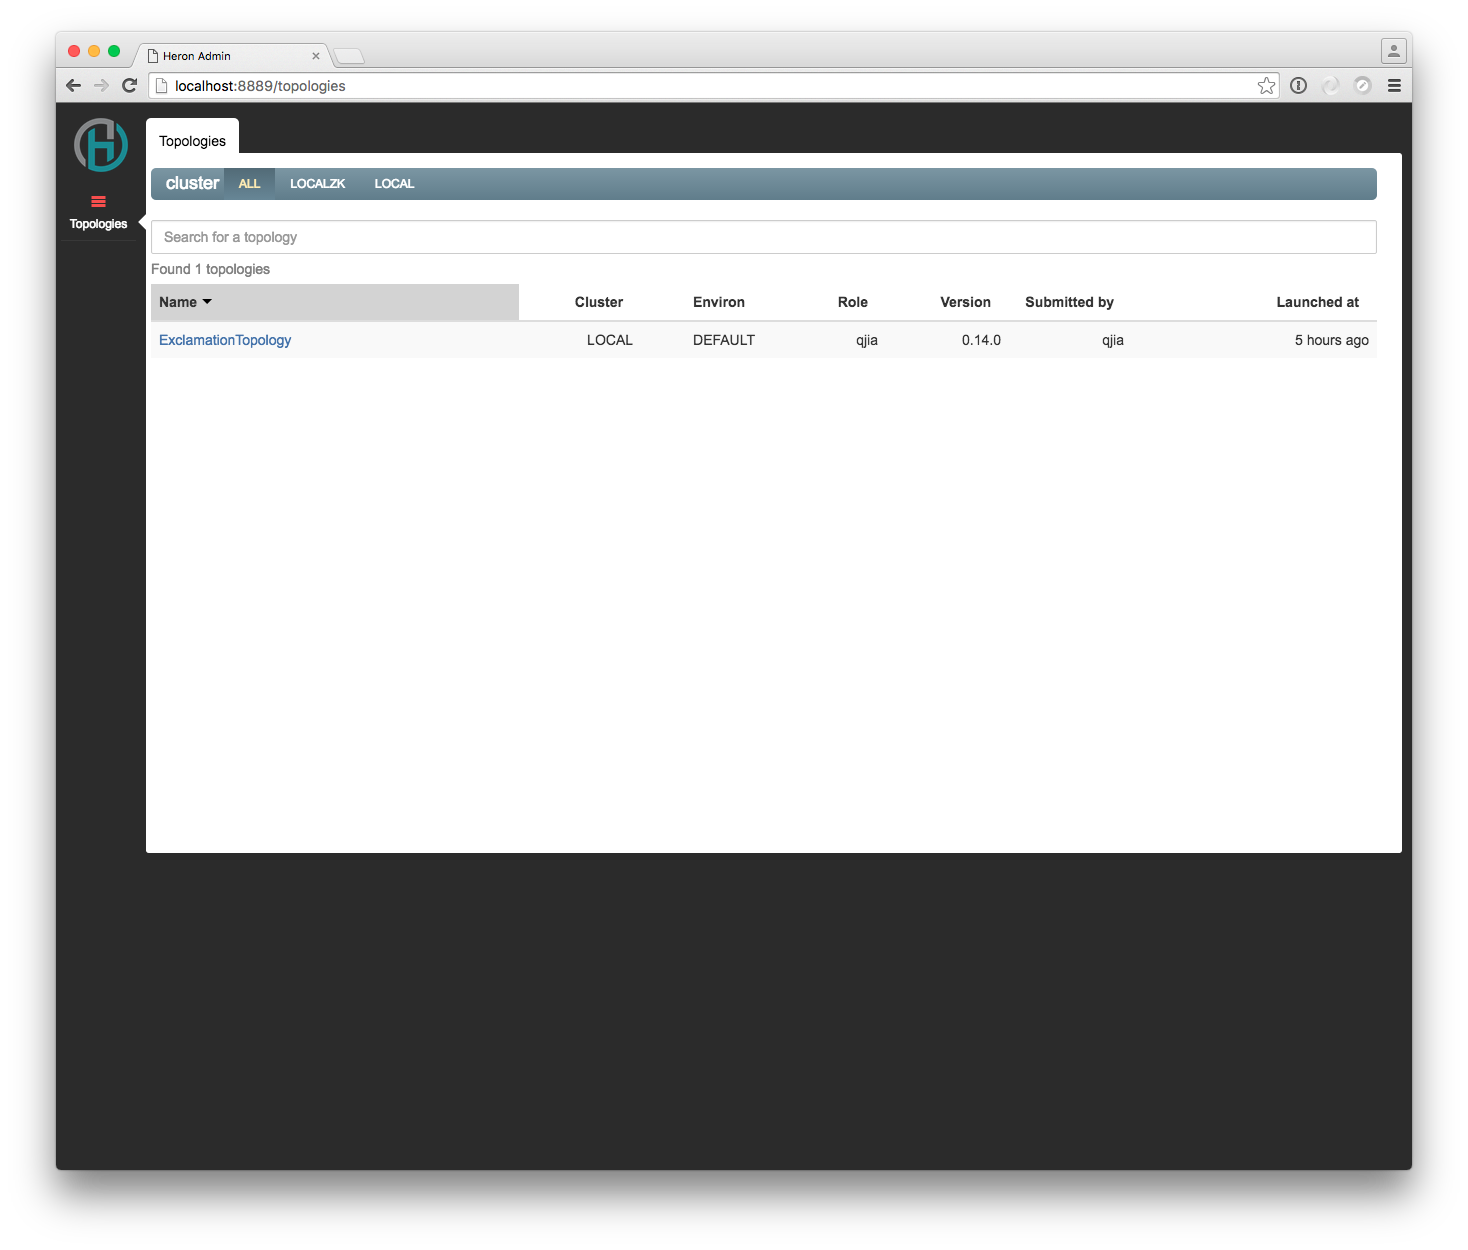 Heron Admin
localhost:8889/topologies
Topologies
Topologies
cluster ALL LOCALZK LOCAL
Search for a topology
Found 1 topologies
Name Cluster Environ Role Version Submitted by Launched at
ExclamationTopology LOCAL DEFAULT qjia 0.14.0 qjia 5 hours ago